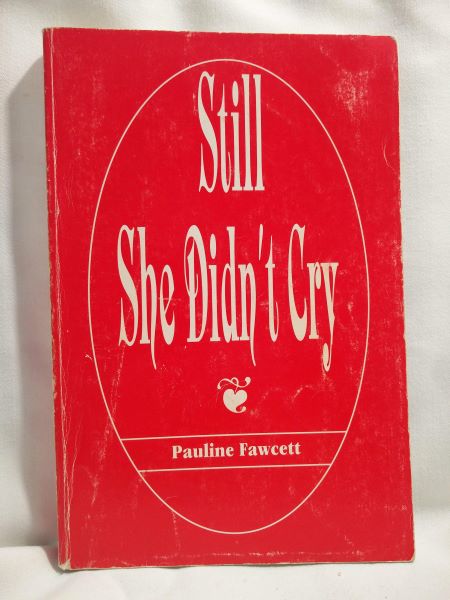 Still
She Didn't Cry
Pauline Fawcett